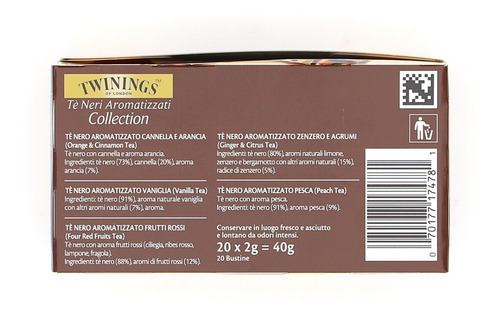 TWININGS™
OF LONDON
Tè Neri Aromatizzati
Collection
TÈ NERO AROMATIZZATO CANNELLA E ARANCIA
(Orange & Cinnamon Tea)
Tè nero con cannella e aroma arancia.
Ingredienti: tè nero (73%), cannella (20%), aroma
arancia (7%).
TÈ NERO AROMATIZZATO VANIGLIA (Vanilla Tea)
Ingredienti: tè nero (91%), aroma naturale vaniglia
con altri aromi naturali (7%), aroma.
TÈ NERO AROMATIZZATO FRUTTI ROSSI
(Four Red Fruits Tea)
Tè nero con aroma frutti rossi (ciliegia, ribes rosso,
lampone, fragola).
Ingredienti: tè nero (88%), aromi di frutti rossi (12%).
TÈ NERO AROMATIZZATO ZENZERO E AGRUMI
(Ginger & Citrus Tea)
Ingredienti: tè nero (80%), aromi naturali limone,
zenzero e bergamotto con altri aromi naturali (15%),
radice di zenzero (5%).
TÈ NERO AROMATIZZATO PESCA (Peach Tea)
Tè nero con aroma pesca.
Ingredienti: tè nero (91%), aroma pesca (9%).
Conservare in luogo fresco e asciutto
e lontano da odori intensi.
20 x 2g = 40g
20 Bustine
0 70177 17478 1